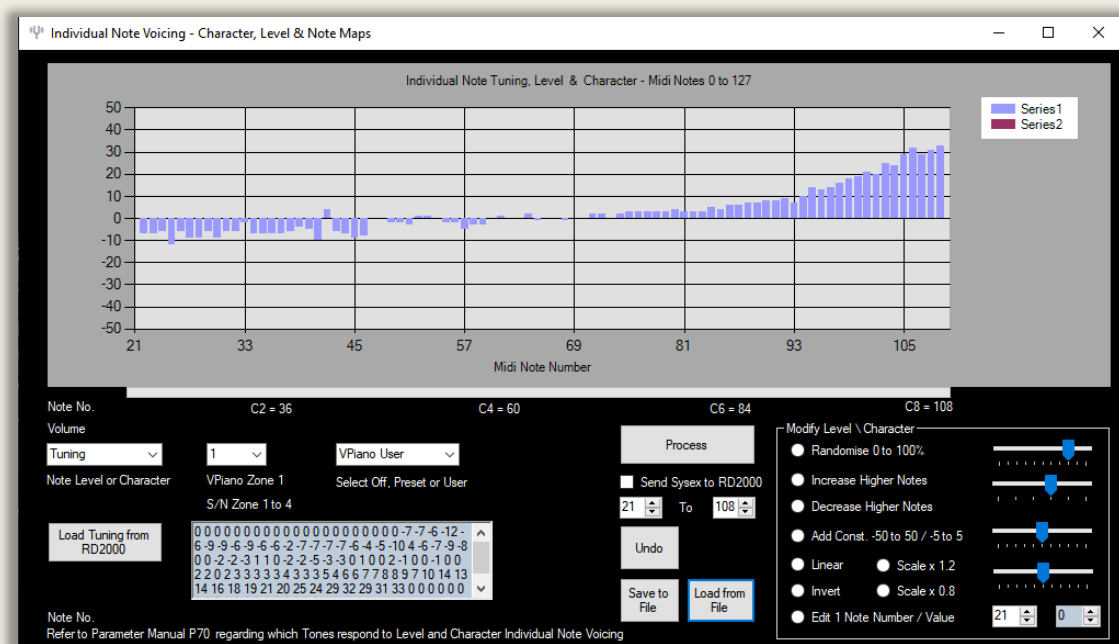 Individual Note Voicing - Character, Level & Note Maps
Individual Note Tuning, Level & Character - Midi Notes 0 to 127
Series1
Series2
50
40
30
20
10
0
-10
-20
-30
-40
-50
21 33 45 57 69 81 93 105
Midi Note Number
Note No. C2 = 36 C4 = 60 C6 = 84 C8 = 108
Volume
Tuning 1 VPiano User
Note Level or Character VPiano Zone 1 Select Off, Preset or User
S/N Zone 1 to 4
Load Tuning from
RD2000
0 0 0 0 0 0 0 0 0 0 0 0 0 0 0 0 0 0 0 0 0 0 -7 -7 -6 -12 -
6 -9 -9 -6 -9 -6 -6 -2 -7 -7 -7 -7 -6 -4 -5 -10 4 -6 -7 -9 -8
0 0 -2 -2 -3 1 1 0 -2 -2 -5 -3 -3 0 1 0 0 2 -1 0 0 -1 0 0
2 2 0 2 3 3 3 3 3 4 3 3 3 5 4 6 6 7 7 8 8 9 7 10 14 13
14 16 18 19 21 20 25 24 29 32 29 31 33 0 0 0 0 0 0
Process
Send Sysex to RD2000
21 To 108
Undo
Save to
File
Load from
File
Modify Level \ Character
Randomise 0 to 100%
Increase Higher Notes
Decrease Higher Notes
Add Const. -50 to 50 / -5 to 5
Linear Scale x 1.2
Invert Scale x 0.8
Edit 1 Note Number / Value 21 0
Note No.
Refer to Parameter Manual P70 regarding which Tones respond to Level and Character Individual Note Voicing